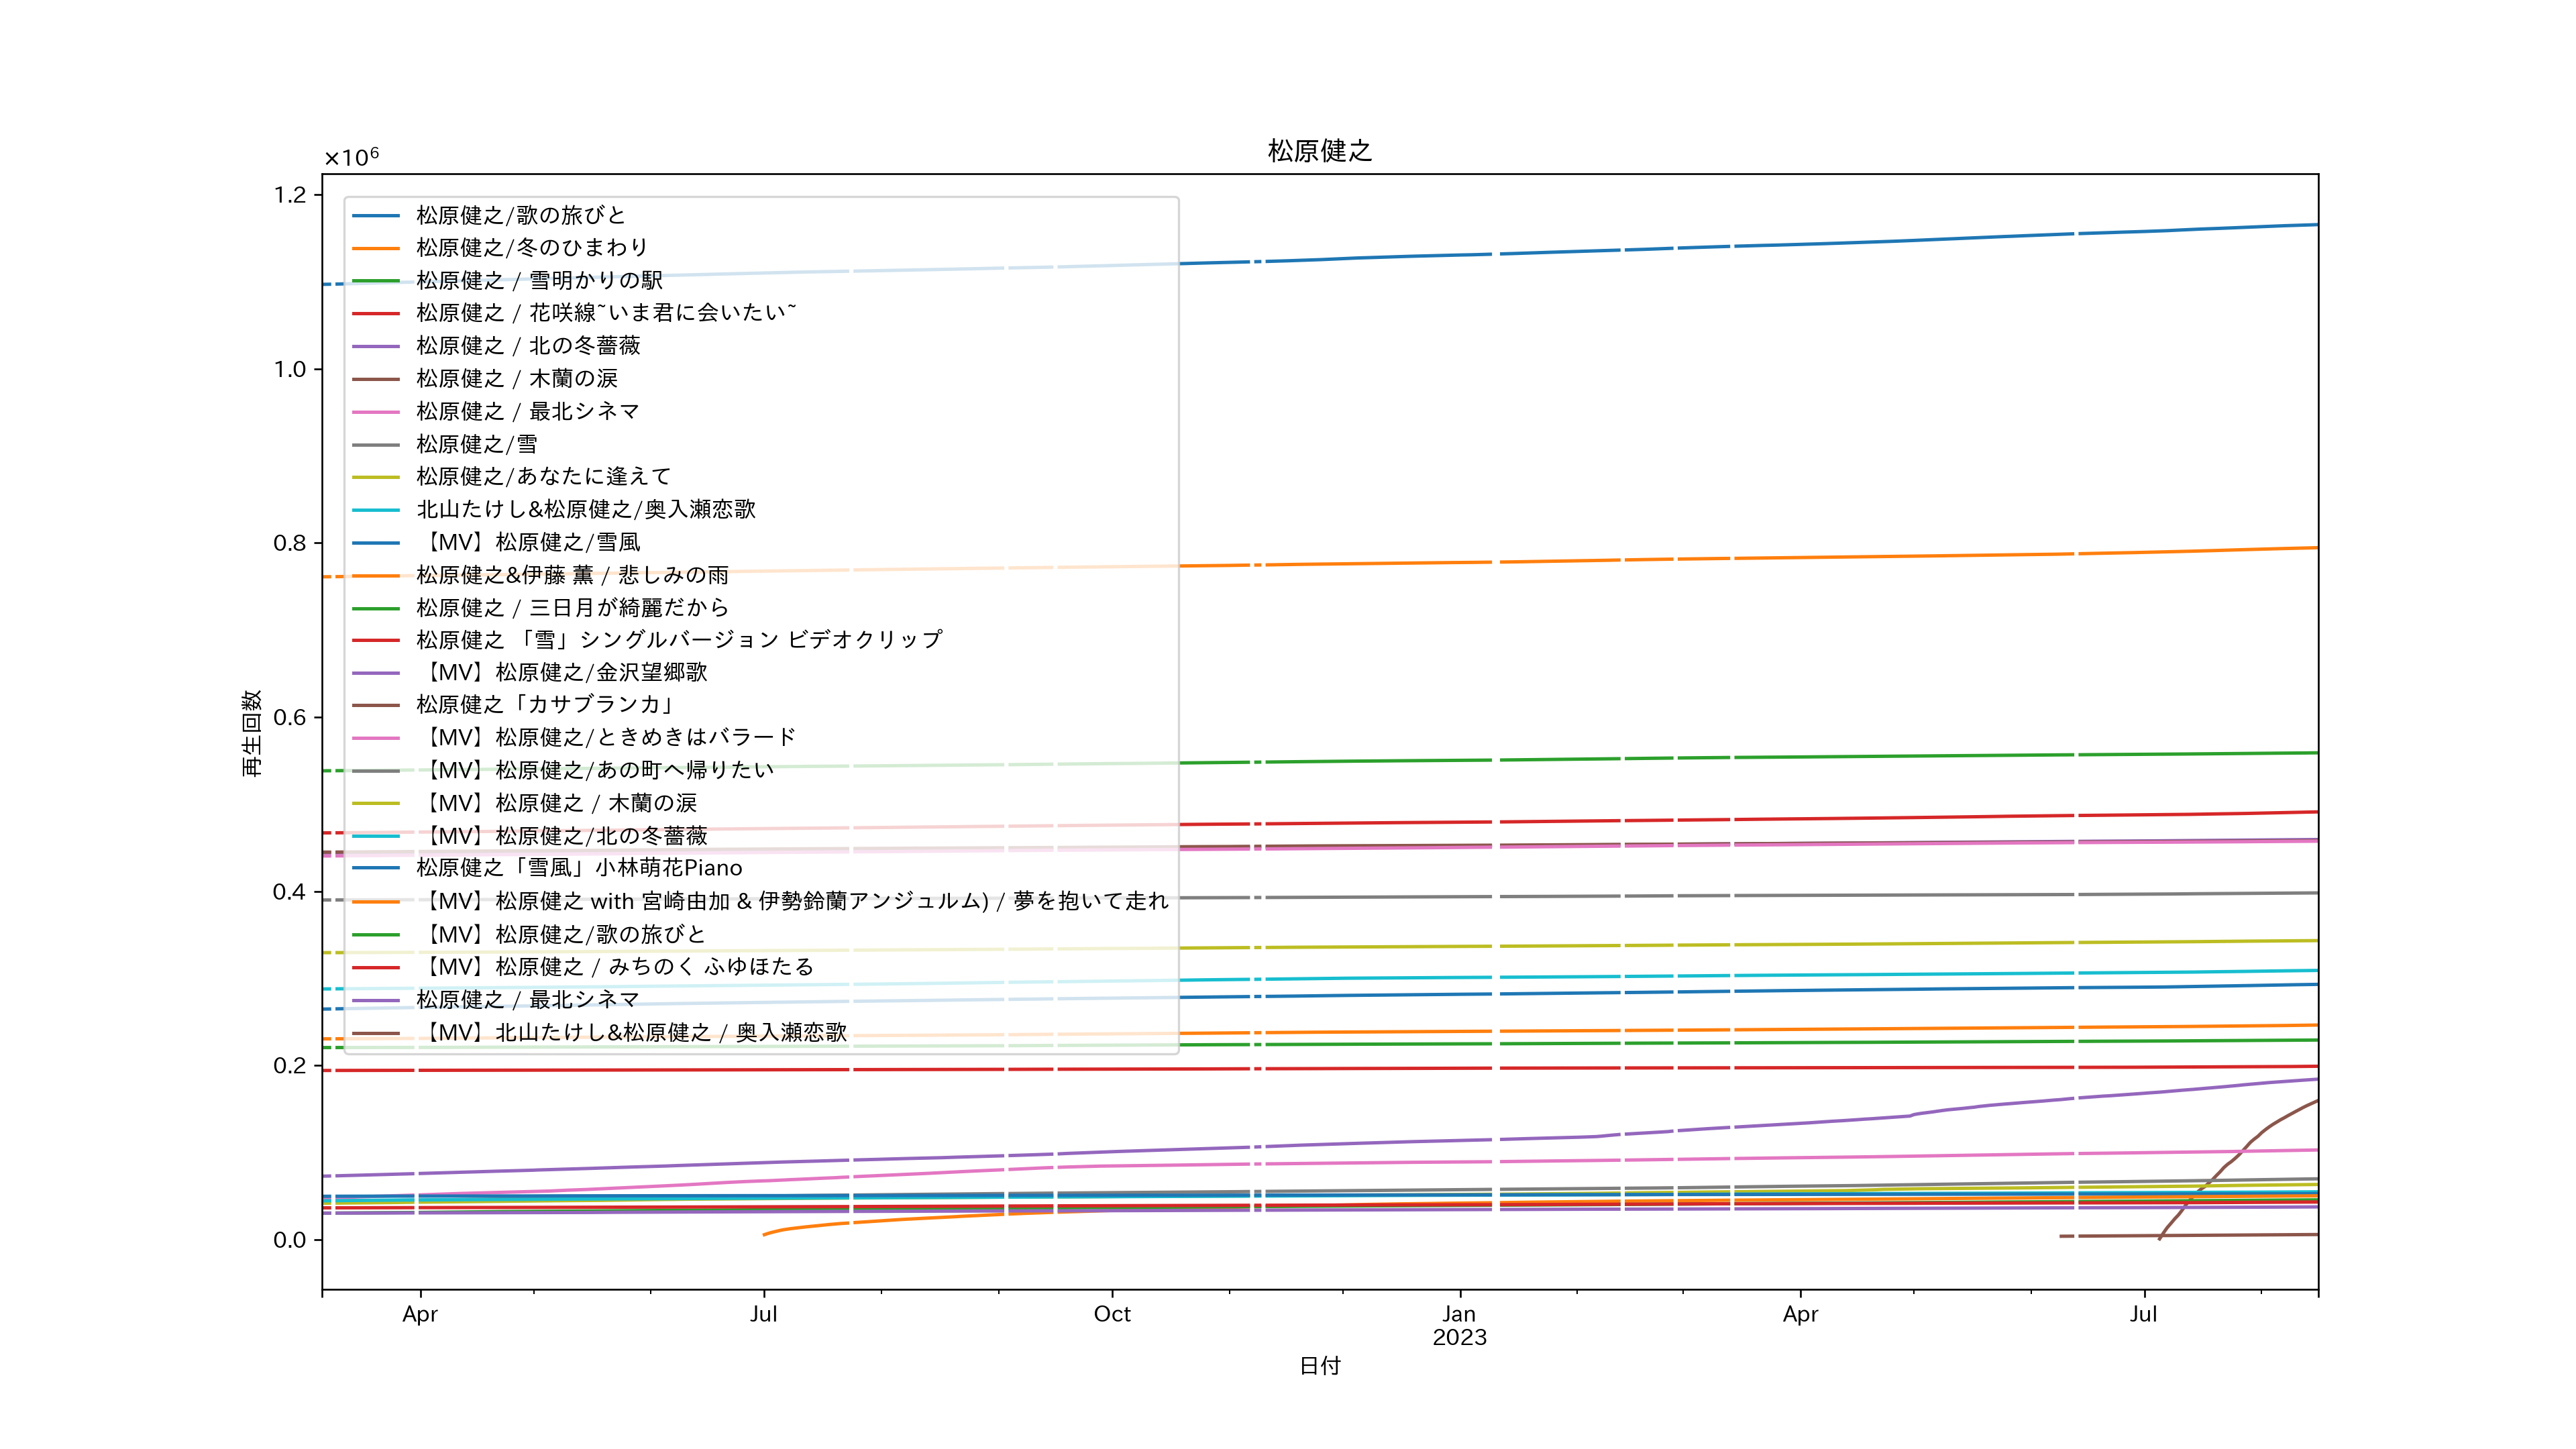 松原健之
×10⁶
1.2
1.0
0.8
0.6
0.4
0.2
0.0
再生回数
松原健之/歌の旅びと
松原健之/冬のひまわり
松原健之 / 雪明かりの駅
松原健之 / 花咲線~いま君に会いたい~
松原健之 / 北の冬薔薇
松原健之 / 木蘭の涙
松原健之 / 最北シネマ
松原健之/雪
松原健之/あなたに逢えて
北山たけし&松原健之/奥入瀬恋歌
【MV】松原健之/雪風
松原健之&伊藤 薫 / 悲しみの雨
松原健之 / 三日月が綺麗だから
松原健之 「雪」シングルバージョン ビデオクリップ
【MV】松原健之/金沢望郷歌
松原健之「カサブランカ」
【MV】松原健之/ときめきはバラード
【MV】松原健之/あの町へ帰りたい
【MV】松原健之 / 木蘭の涙
【MV】松原健之/北の冬薔薇
松原健之「雪風」小林萌花Piano
【MV】松原健之 with 宮崎由加 & 伊勢鈴蘭アンジュルム) / 夢を抱いて走れ
【MV】松原健之/歌の旅びと
【MV】松原健之 / みちのく ふゆほたる
松原健之 / 最北シネマ
【MV】北山たけし&松原健之 / 奥入瀬恋歌
Apr
Jul
Oct
Jan
2023
Apr
Jul
日付